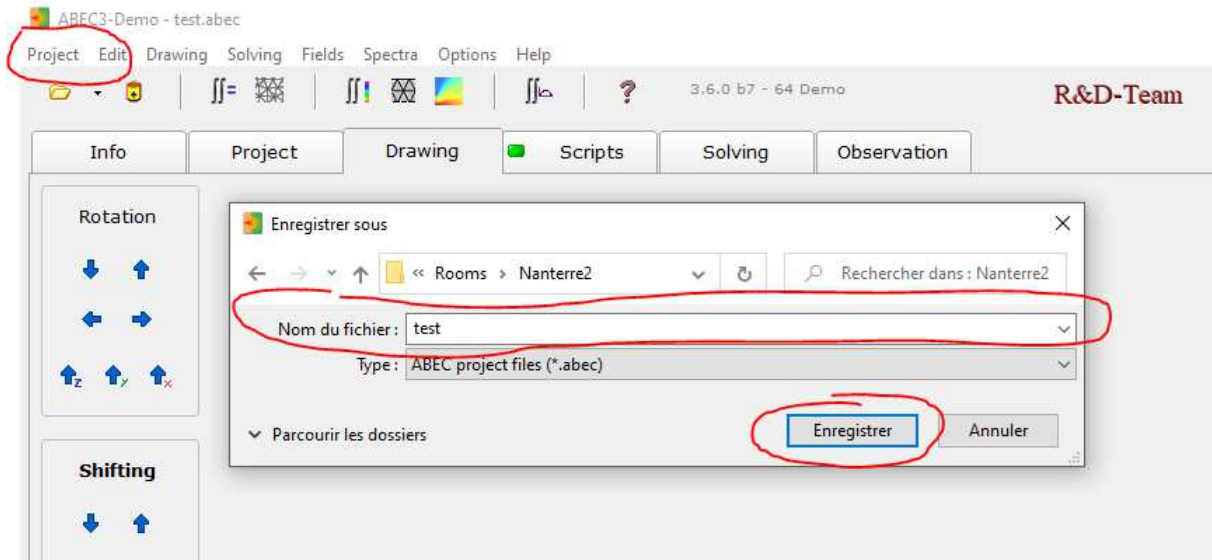 ABEC3-Demo - test.abec
Project Edit Drawing Solving Fields Spectra Options Help
3.6.0 b7 - 64 Demo
R&D-Team
Info Project Drawing Scripts Solving Observation
Rotation
z y x
Shifting
Enregistrer sous
« Rooms > Nanterre2
Rechercher dans : Nanterre2
Nom du fichier : test
Type : ABEC project files (*.abec)
Parcourir les dossiers
Enregistrer Annuler